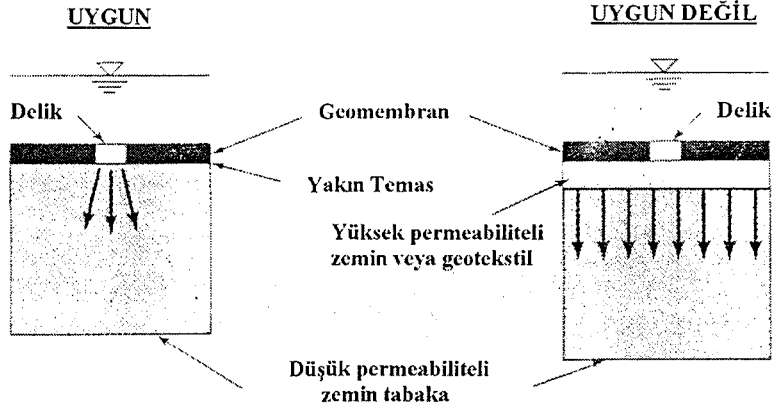 UYGUN
UYGUN DEĞİL
Delik
Geomembran
Delik
Yakın Temas
Yüksek permeabiliteli
zemin veya geotekstil
Düşük permeabiliteli
zemin tabaka